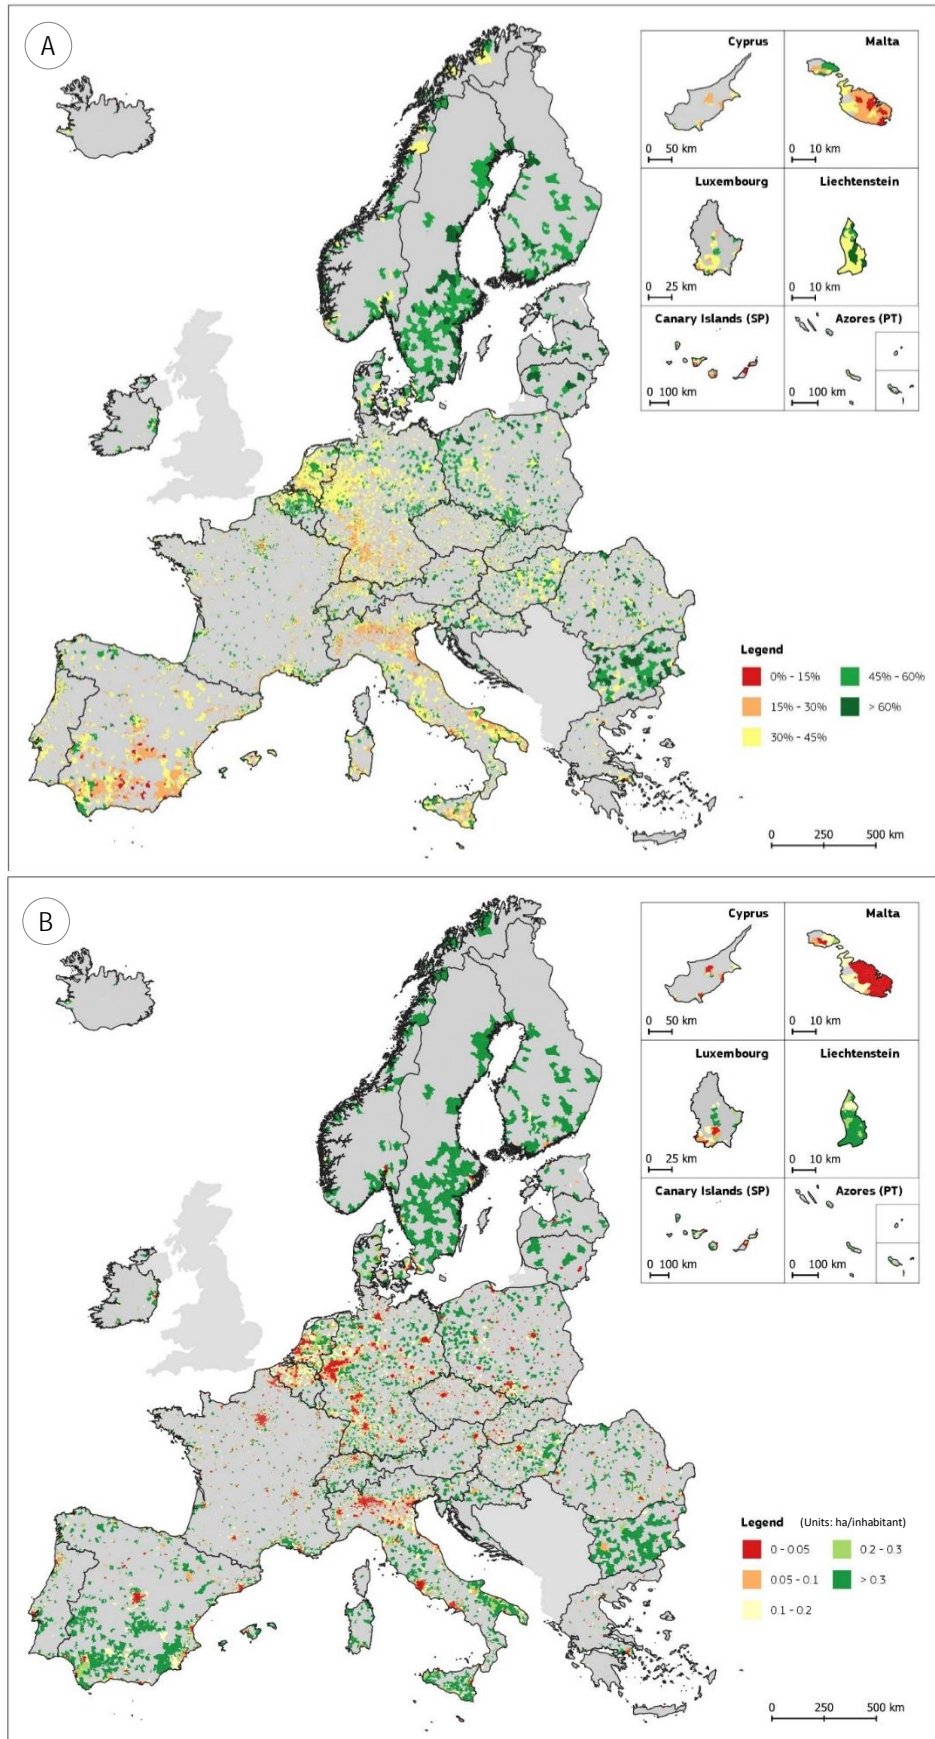 A
Cyprus
Malta
0 50 km
0 10 km
Luxembourg
Liechtenstein
0 25 km
0 10 km
Canary Islands (SP)
Azores (PT)
0 100 km
0 100 km
Legend
0% - 15%
45% - 60%
15% - 30%
> 60%
30% - 45%
0 250 500 km
B
Cyprus
Malta
0 50 km
0 10 km
Luxembourg
Liechtenstein
0 25 km
0 10 km
Canary Islands (SP)
Azores (PT)
0 100 km
0 100 km
Legend (Units: ha/inhabitant)
0 - 0.05
0.2 - 0.3
0.05 - 0.1
> 0.3
0.1 - 0.2
0 250 500 km